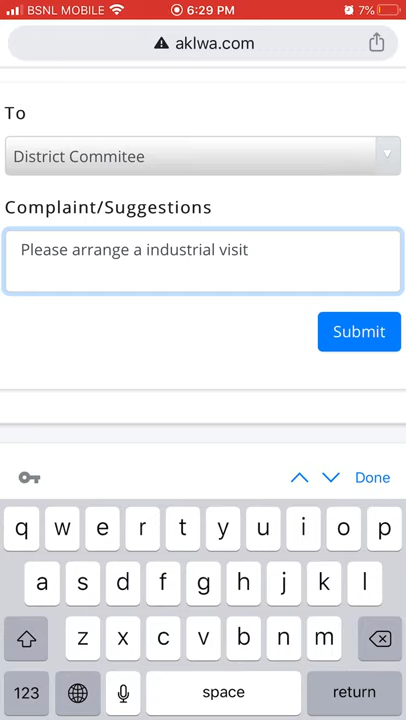 BSNL MOBILE 6:29 PM 7%
aklwa.com
To
District Commitee
Complaint/Suggestions
Please arrange a industrial visit
Submit
Done
q w e r t y u i o p
a s d f g h j k l
z x c v b n m
123 space return